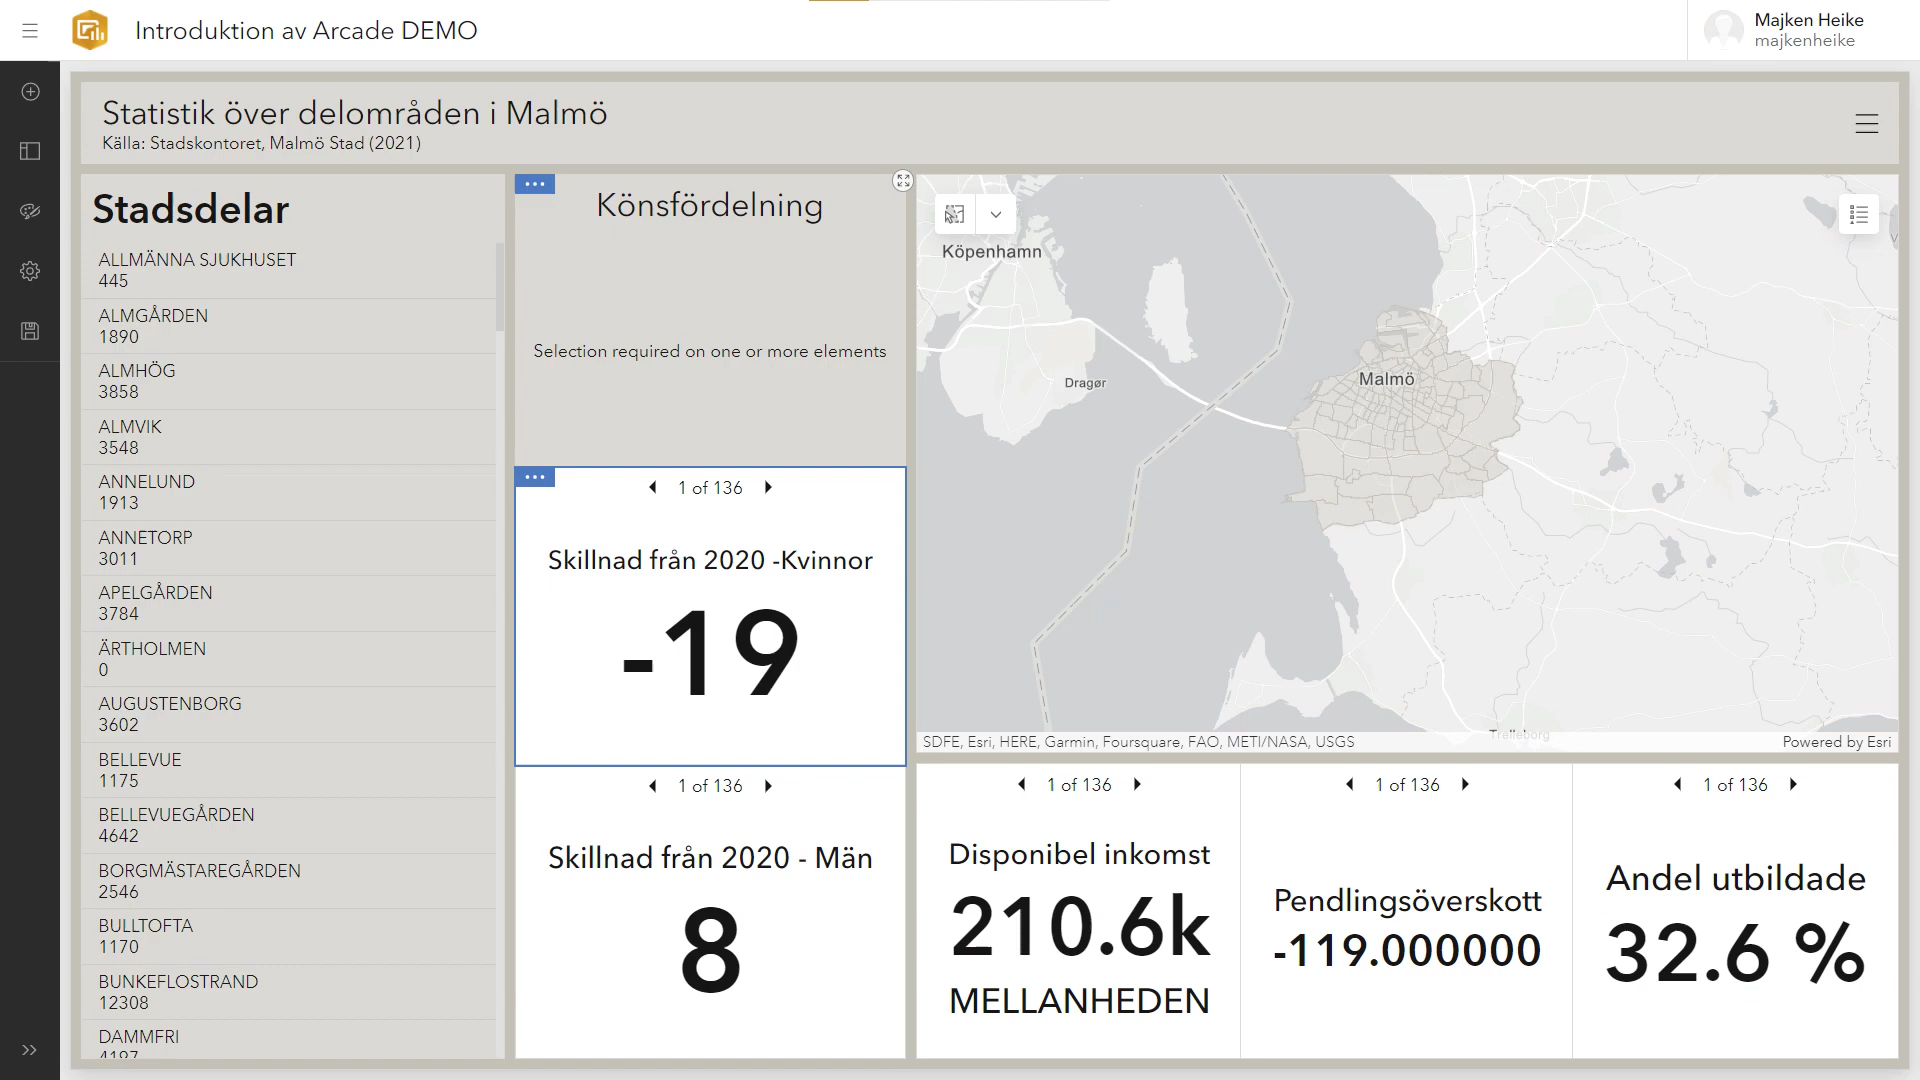 Introduktion av Arcade DEMO
Majken Heike
majkenheike
Statistik över delområden i Malmö
Källa: Stadskontoret, Malmö Stad (2021)
Stadsdelar
ALLMÄNNA SJUKHUSET
445
ALMGÅRDEN
1890
ALMHÖG
3858
ALMVIK
3548
ANNELUND
1913
ANNETORP
3011
APELGÅRDEN
3784
ÄRTHOLMEN
0
AUGUSTENBORG
3602
BELLEVUE
1175
BELLEVUEGÅRDEN
4642
BORGMÄSTAREGÅRDEN
2546
BULLTOFTA
1170
BUNKEFLOSTRAND
12308
DAMMFRI
4197
Könsfördelning
Selection required on one or more elements
1 of 136
Skillnad från 2020 -Kvinnor
-19
1 of 136
Skillnad från 2020 - Män
8
Köpenhamn
Dragør
Malmö
Trelleborg
SDFE, Esri, HERE, Garmin, Foursquare, FAO, METI/NASA, USGS
Powered by Esri
1 of 136
Disponibel inkomst
210.6k
MELLANHEDEN
1 of 136
Pendlingsöverskott
-119.000000
1 of 136
Andel utbildade
32.6 %